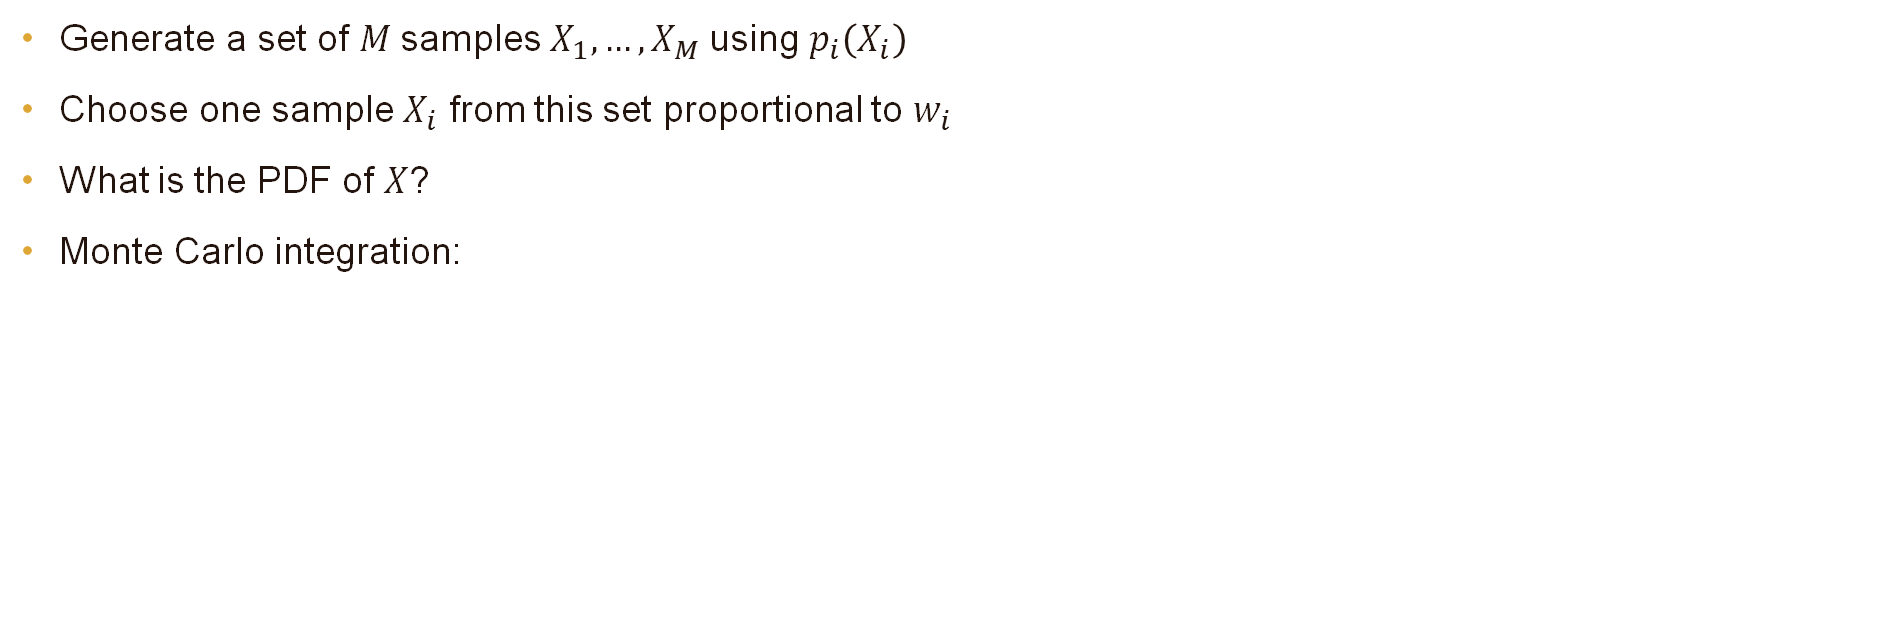 • Generate a set of M samples X₁, … , X_M using pᵢ(Xᵢ)
• Choose one sample Xᵢ from this set proportional to wᵢ
• What is the PDF of X?
• Monte Carlo integration: